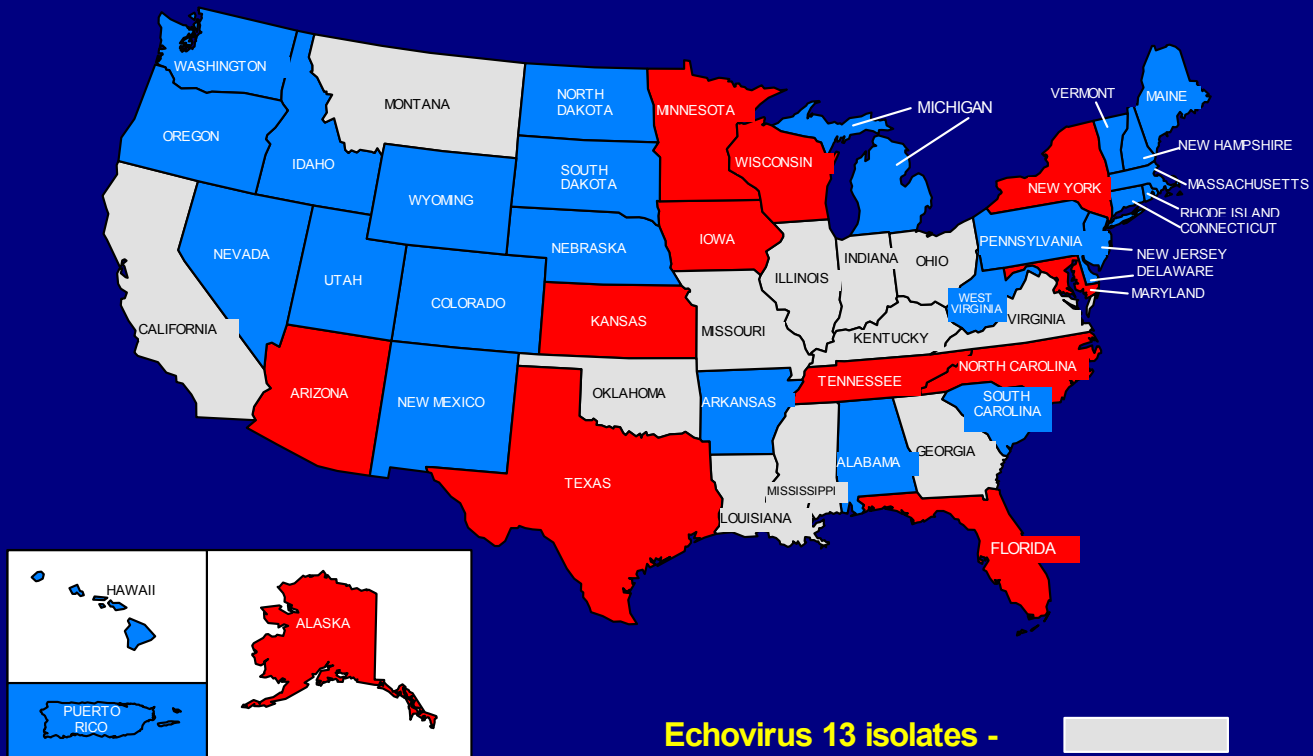 WASHINGTON
MONTANA
NORTH
DAKOTA
MINNESOTA
MICHIGAN
VERMONT
MAINE
OREGON
IDAHO
WISCONSIN
NEW HAMPSHIRE
SOUTH
DAKOTA
WYOMING
NEW YORK
MASSACHUSETTS
RHODE ISLAND
CONNECTICUT
IOWA
NEBRASKA
PENNSYLVANIA
NEVADA
NEW JERSEY
INDIANA
OHIO
DELAWARE
UTAH
ILLINOIS
COLORADO
MARYLAND
WEST
VIRGINIA
KANSAS
VIRGINIA
CALIFORNIA
MISSOURI
KENTUCKY
NORTH CAROLINA
TENNESSEE
ARIZONA
OKLAHOMA
NEW MEXICO
ARKANSAS
SOUTH
CAROLINA
GEORGIA
ALABAMA
TEXAS
MISSISSIPPI
LOUISIANA
FLORIDA
HAWAII
ALASKA
PUERTO
RICO
Echovirus 13 isolates -